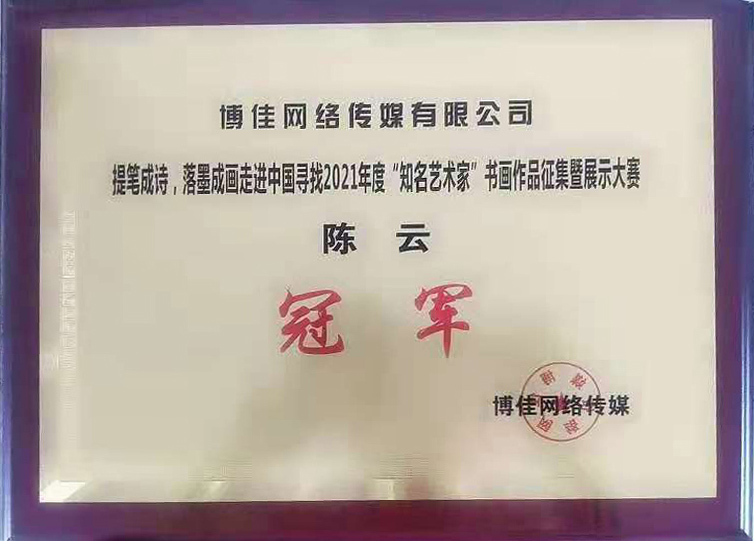 博佳网络传媒有限公司
提笔成诗，落墨成画走进中国寻找2021年度“知名艺术家”书画作品征集暨展示大赛
陈 云
冠 军
博佳网络传媒